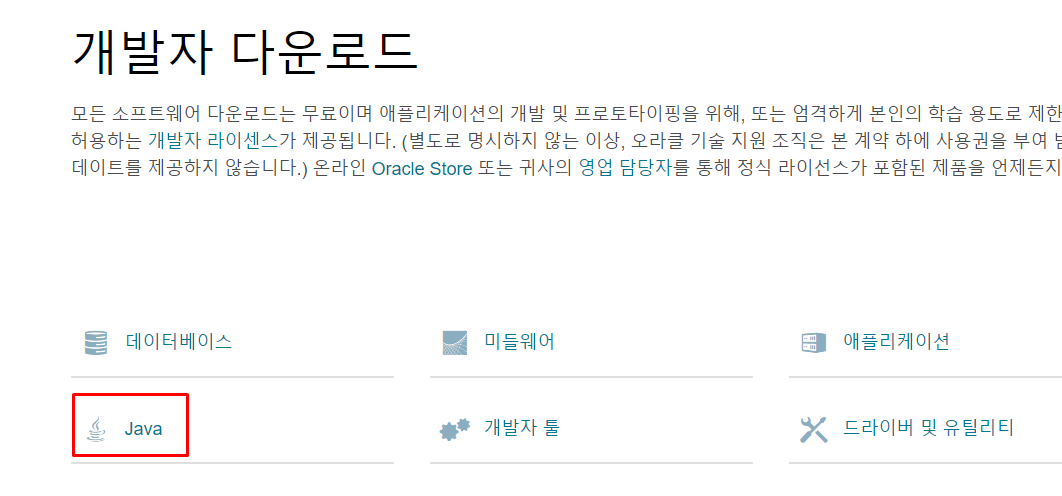 개발자 다운로드
모든 소프트웨어 다운로드는 무료이며 애플리케이션의 개발 및 프로토타이핑을 위해, 또는 엄격하게 본인의 학습 용도로 제한
허용하는 개발자 라이센스가 제공됩니다. (별도로 명시하지 않는 이상, 오라클 기술 지원 조직은 본 계약 하에 사용권을 부여
데이트를 제공하지 않습니다.) 온라인 Oracle Store 또는 귀사의 영업 담당자를 통해 정식 라이선스가 포함된 제품을 언제든지
데이터베이스
미들웨어
애플리케이션
Java
개발자 툴
드라이버 및 유틸리티